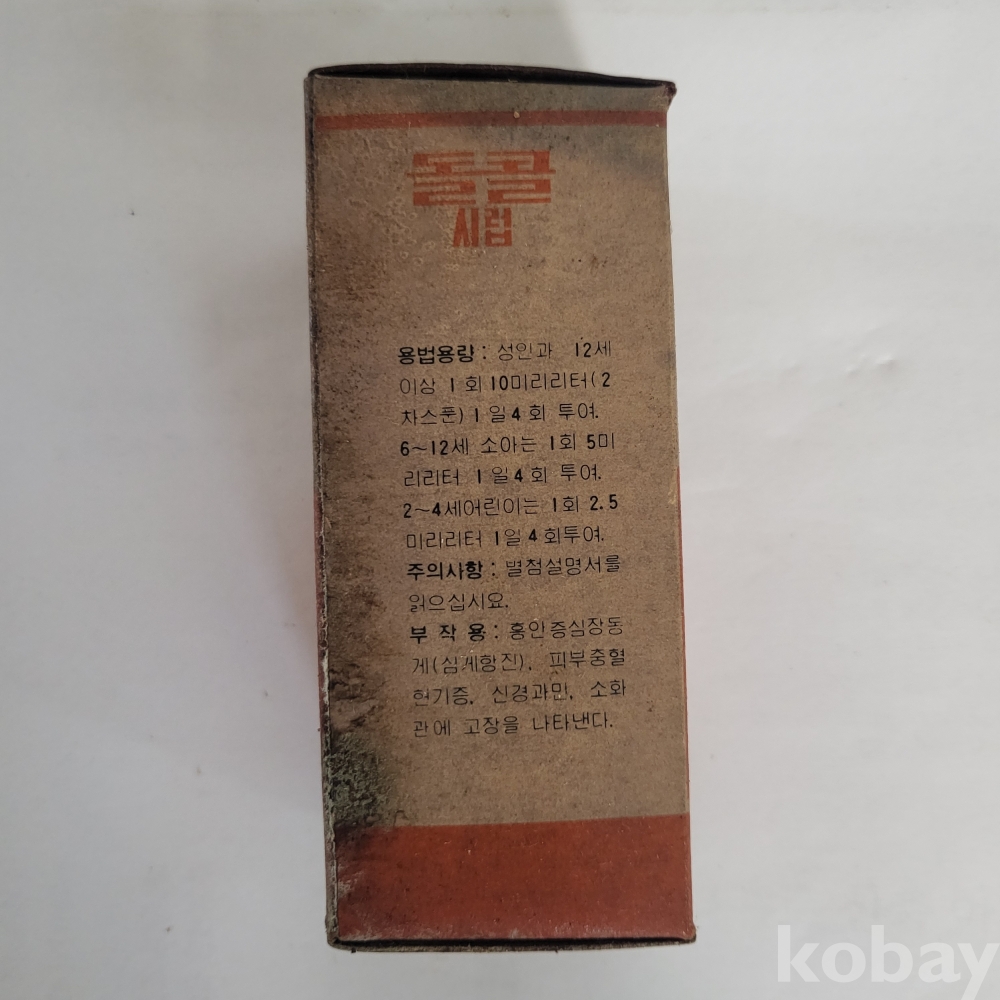 돌콜
시럽
용법용량 : 성인과 12세
이상 1회 10미리리터(2
차스푼) 1일 4회 투여.
6~12세 소아는 1회 5미
리리터 1일 4회 투여.
2~4세어린이는 1회 2.5
미라리터 1일 4회투여.
주의사항 : 별첨설명서를
읽으십시요.
부작용 : 홍안증심장동
게(심계항진), 피부충혈
현기증, 신경과민, 소화
관에 고장을 나타낸다.
kobay